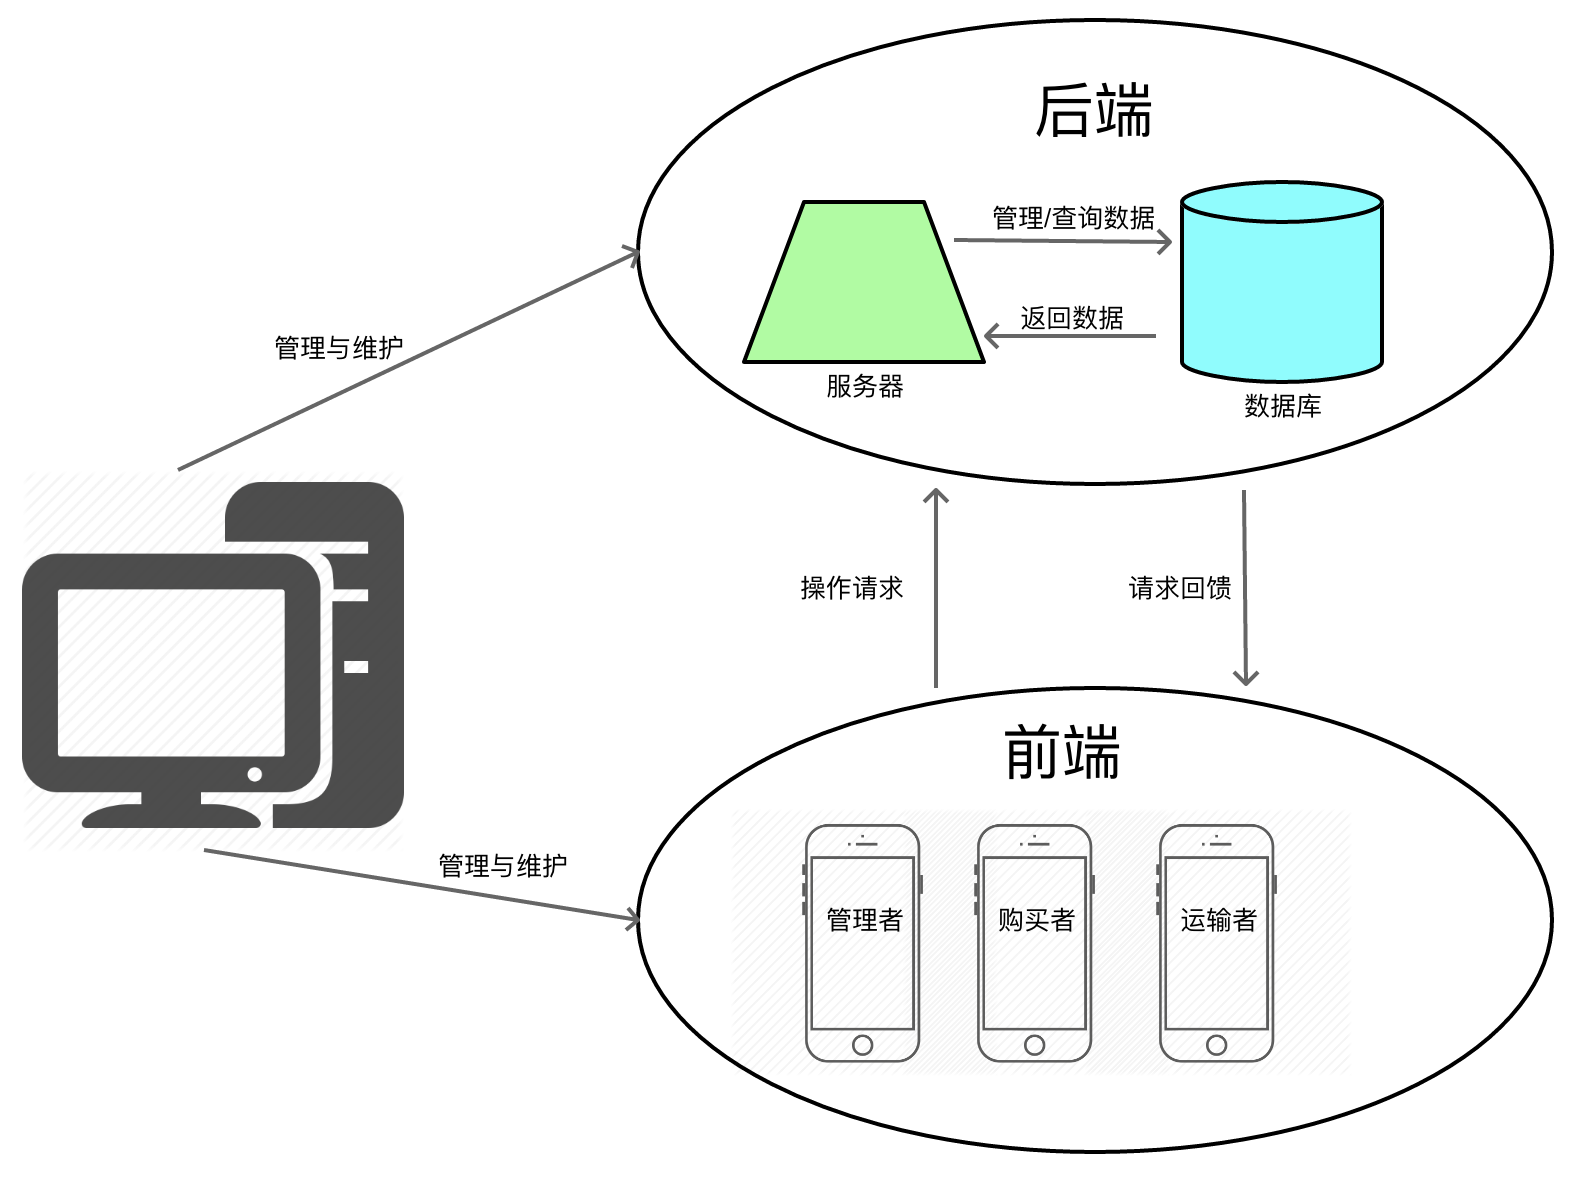 后端
管理/查询数据
返回数据
服务器
数据库
管理与维护
操作请求
请求回馈
前端
管理与维护
管理者
购买者
运输者